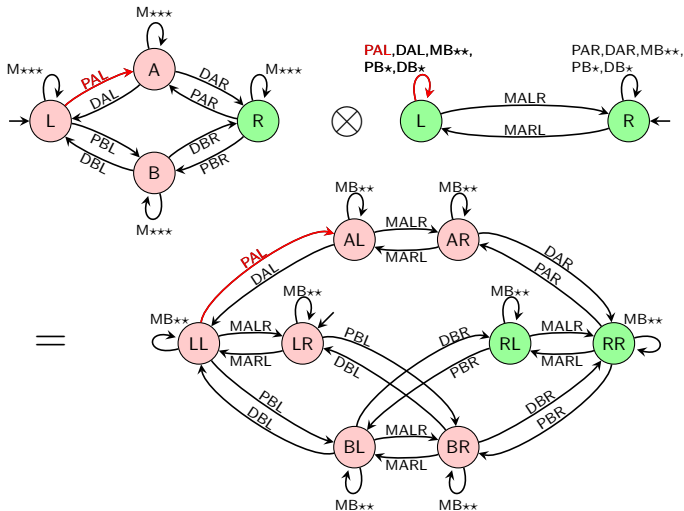 M⋆⋆⋆
PAL,DAL,MB⋆⋆,
PAR,DAR,MB⋆⋆,
PB⋆,DB⋆
PB⋆,DB⋆
M⋆⋆⋆
PAL
A
DAR
M⋆⋆⋆
DAL
PAR
MALR
L
R
⊗
L
R
PBL
DBR
MARL
DBL
B
PBR
M⋆⋆⋆
MB⋆⋆
MB⋆⋆
MALR
AL
AR
PAL
MARL
DAR
DAL
PAR
=
MB⋆⋆
MB⋆⋆
MB⋆⋆
MB⋆⋆
LL
MALR
LR
PBL
DBR
RL
MALR
RR
MARL
DBL
PBR
MARL
PBL
DBR
DBL
PBR
BL
MALR
BR
MARL
MB⋆⋆
MB⋆⋆